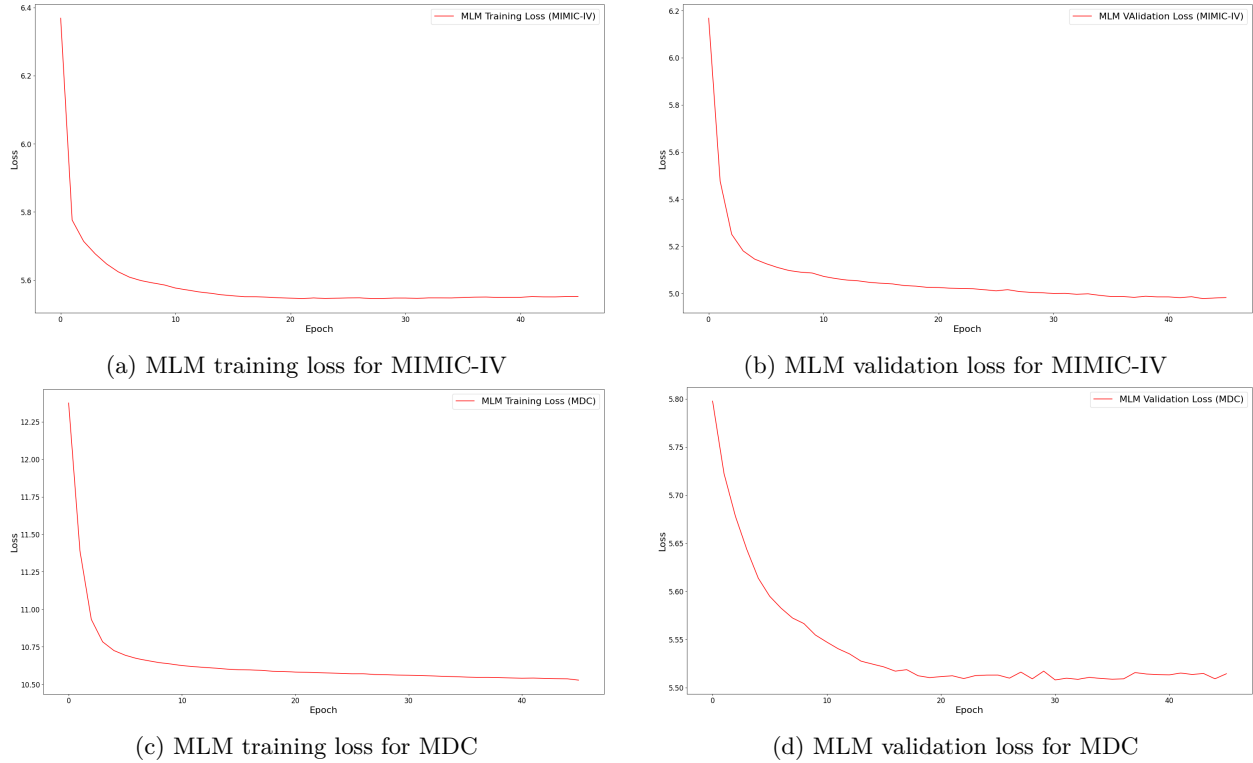 6.4
6.2
6.0
5.8
5.6
Loss
0
10
20
30
40
Epoch
MLM Training Loss (MIMIC-IV)
(a) MLM training loss for MIMIC-IV
6.2
6.0
5.8
5.6
5.4
5.2
5.0
Loss
0
10
20
30
40
Epoch
MLM VAlidation Loss (MIMIC-IV)
(b) MLM validation loss for MIMIC-IV
12.25
12.00
11.75
11.50
11.25
11.00
10.75
10.50
Loss
0
10
20
30
40
Epoch
MLM Training Loss (MDC)
(c) MLM training loss for MDC
5.80
5.75
5.70
5.65
5.60
5.55
5.50
Loss
0
10
20
30
40
Epoch
MLM Validation Loss (MDC)
(d) MLM validation loss for MDC